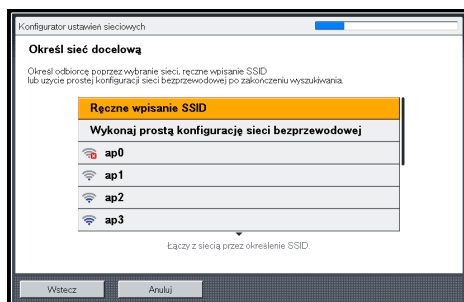 Konfigurator ustawień sieciowych
Określ sieć docelową
Określ odbiorcę poprzez wybranie sieci, ręczne wpisanie SSID
lub użycie prostej konfiguracji sieci bezprzewodowej po zakończeniu wyszukiwania.
Ręczne wpisanie SSID
Wykonaj prostą konfigurację sieci bezprzewodowej
ap0
ap1
ap2
ap3
Łączy z siecią przez określenie SSID.
Wstecz
Anuluj